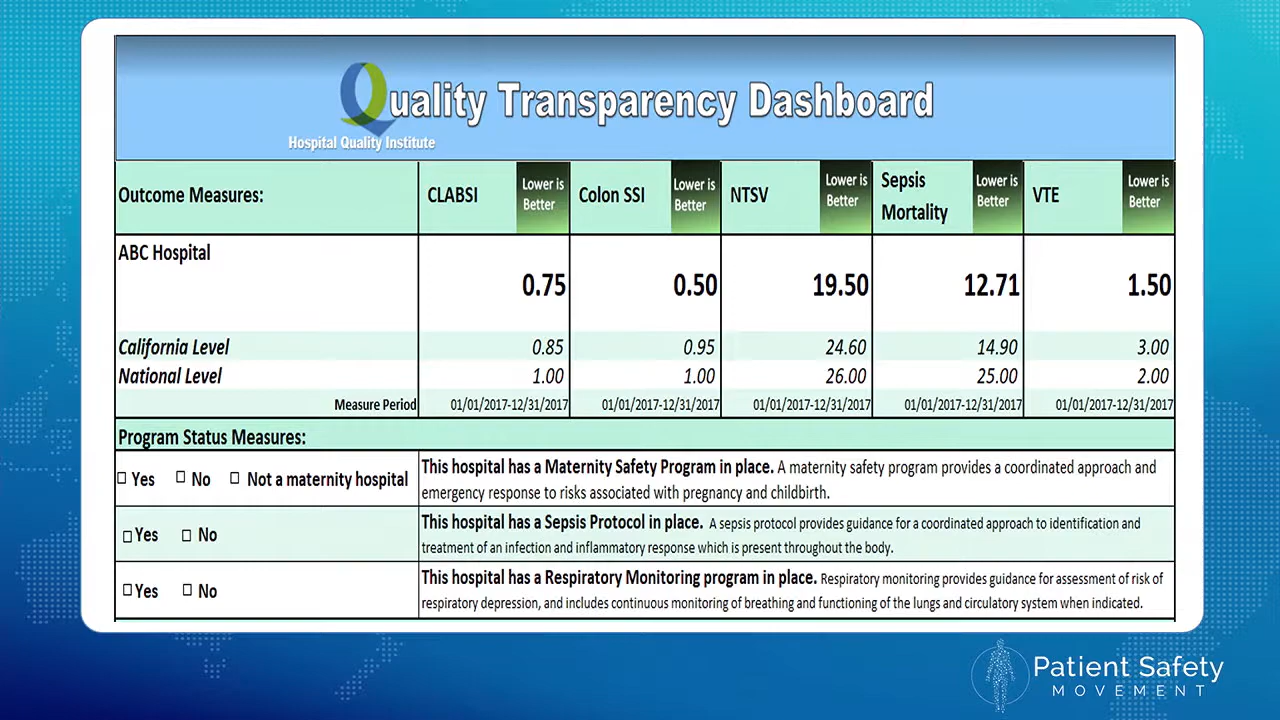 Quality Transparency Dashboard
Hospital Quality Institute
Outcome Measures: CLABSI Lower is Better Colon SSI Lower is Better NTSV Lower is Better Sepsis Mortality Lower is Better VTE Lower is Better
ABC Hospital
0.75 0.50 19.50 12.71 1.50
California Level 0.85 0.95 24.60 14.90 3.00
National Level 1.00 1.00 26.00 25.00 2.00
Measure Period 01/01/2017-12/31/2017 01/01/2017-12/31/2017 01/01/2017-12/31/2017 01/01/2017-12/31/2017 01/01/2017-12/31/2017
Program Status Measures:
Yes No Not a maternity hospital
This hospital has a Maternity Safety Program in place. A maternity safety program provides a coordinated approach and
emergency response to risks associated with pregnancy and childbirth.
Yes No
This hospital has a Sepsis Protocol in place. A sepsis protocol provides guidance for a coordinated approach to identification and
treatment of an infection and inflammatory response which is present throughout the body.
Yes No
This hospital has a Respiratory Monitoring program in place. Respiratory monitoring provides guidance for assessment of risk of
respiratory depression, and includes continuous monitoring of breathing and functioning of the lungs and circulatory system when indicated.
Patient Safety
MOVEMENT